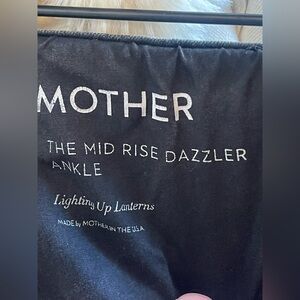 MOTHER
THE MID RISE DAZZLER
ANKLE
Lighting Up Lanterns
MADE by MOTHER IN THE USA